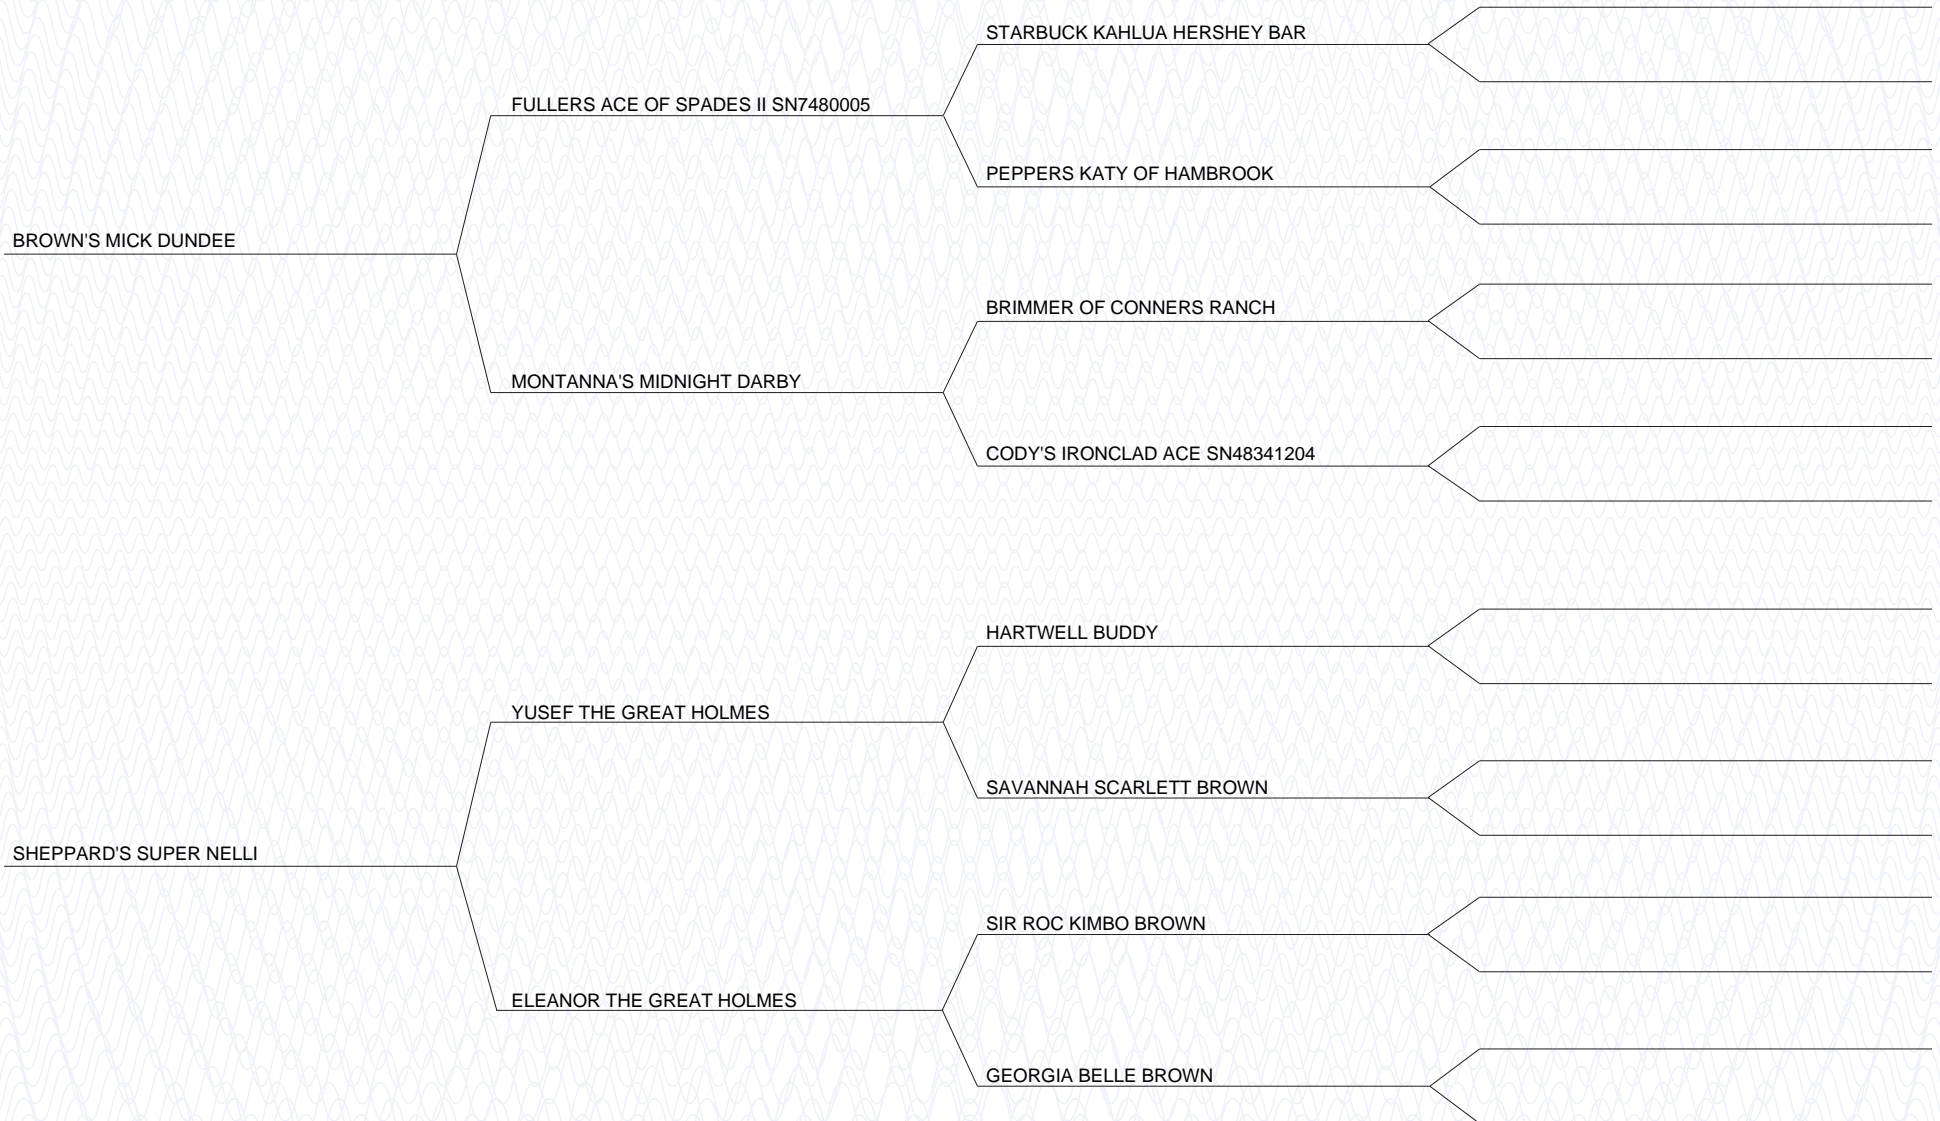 STARBUCK KAHLUA HERSHEY BAR
FULLERS ACE OF SPADES II SN7480005
PEPPERS KATY OF HAMBROOK
BROWN'S MICK DUNDEE
BRIMMER OF CONNERS RANCH
MONTANNA'S MIDNIGHT DARBY
CODY'S IRONCLAD ACE SN48341204
HARTWELL BUDDY
YUSEF THE GREAT HOLMES
SAVANNAH SCARLETT BROWN
SHEPPARD'S SUPER NELLI
SIR ROC KIMBO BROWN
ELEANOR THE GREAT HOLMES
GEORGIA BELLE BROWN